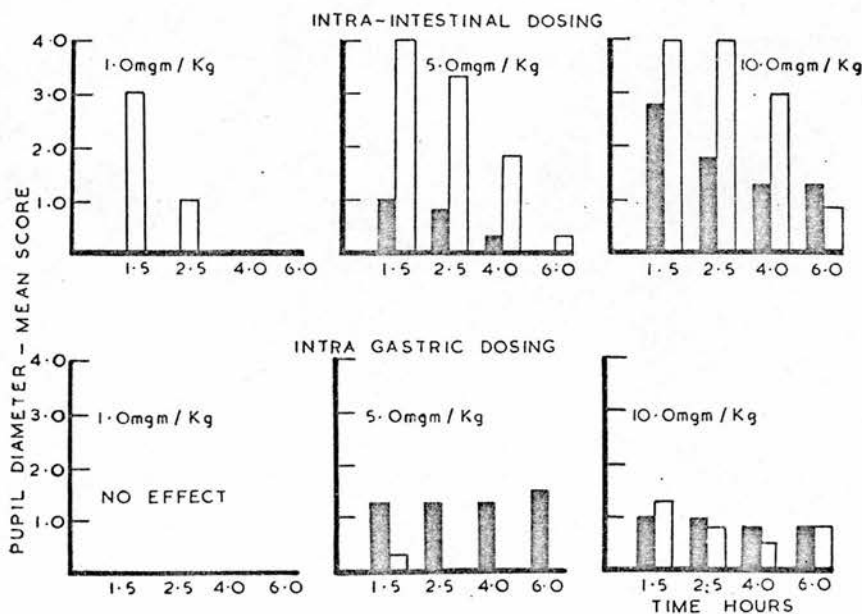 INTRA-INTESTINAL DOSING
PUPIL DIAMETER - MEAN SCORE
4.0
3.0
2.0
1.0
1.0mgm/Kg
1.5 2.5 4.0 6.0
5.0mgm/Kg
1.5 2.5 4.0 6.0
10.0mgm/Kg
1.5 2.5 4.0 6.0
INTRA GASTRIC DOSING
4.0
3.0
2.0
1.0
1.0mgm/Kg
NO EFFECT
1.5 2.5 4.0 6.0
5.0mgm/Kg
1.5 2.5 4.0 6.0
10.0mgm/Kg
1.5 2.5 4.0 6.0
TIME HOURS